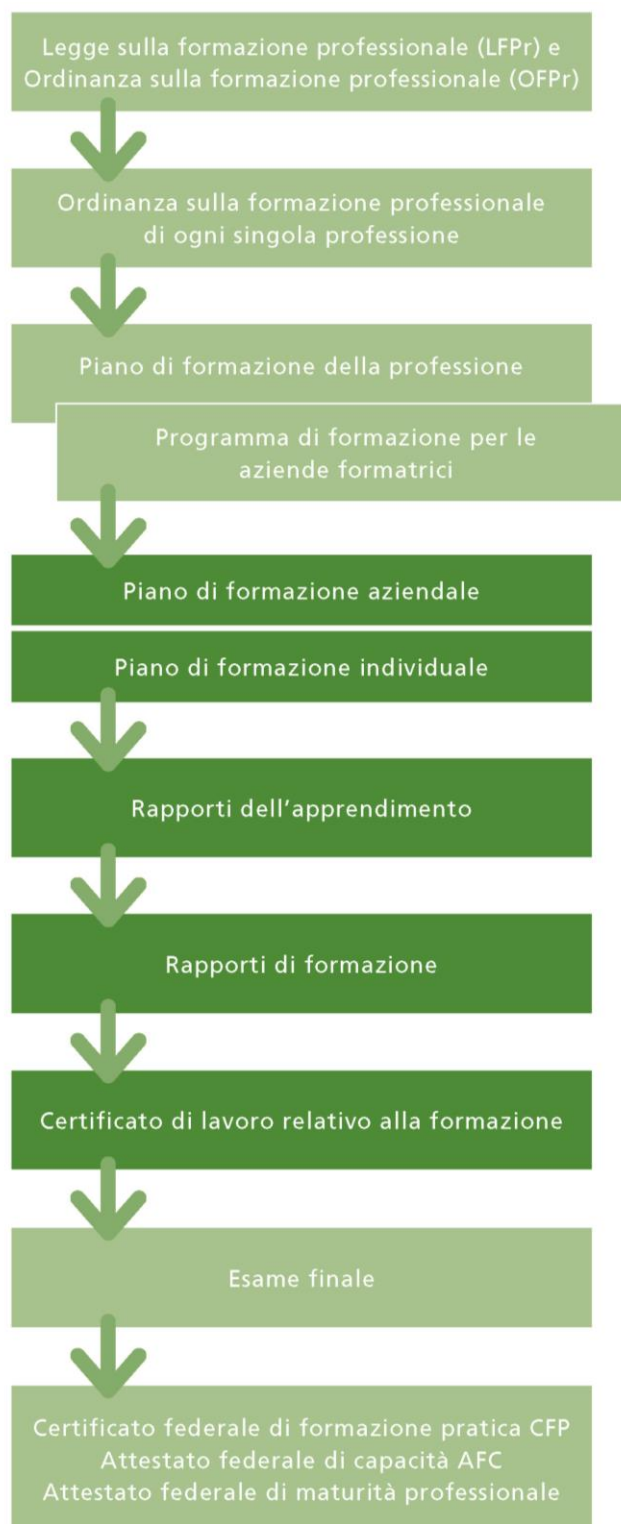 Legge sulla formazione professionale (LFPr) e
Ordinanza sulla formazione professionale (OFPr)
Ordinanza sulla formazione professionale
di ogni singola professione
Piano di formazione della professione
Programma di formazione per le
aziende formatrici
Piano di formazione aziendale
Piano di formazione individuale
Rapporti dell'apprendimento
Rapporti di formazione
Certificato di lavoro relativo alla formazione
Esame finale
Certificato federale di formazione pratica CFP
Attestato federale di capacità AFC
Attestato federale di maturità professionale